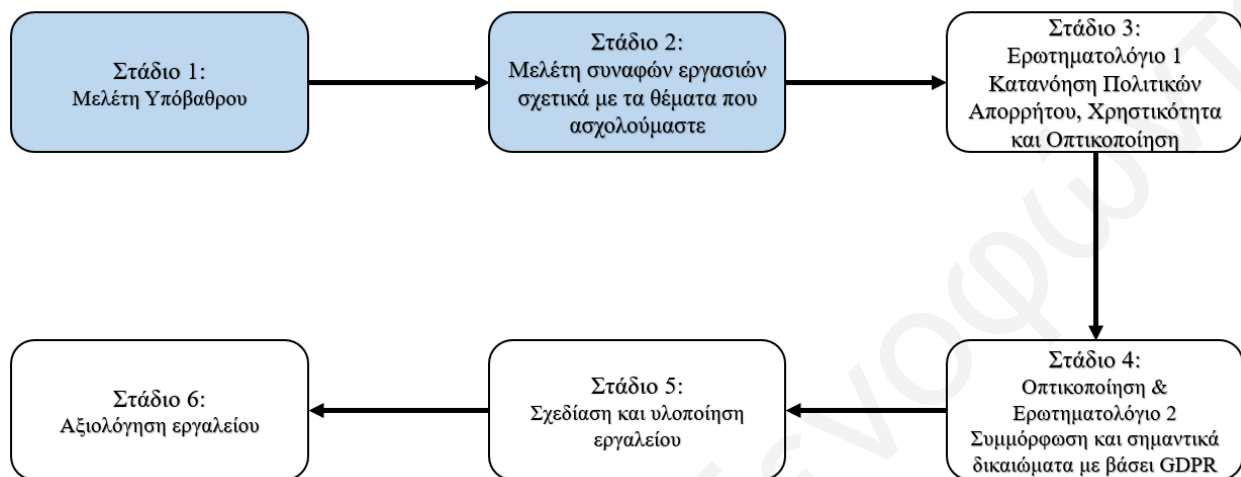 Στάδιο 1:
Μελέτη Υπόβαθρου
Στάδιο 2:
Μελέτη συναφών εργασιών
σχετικά με τα θέματα που
ασχολούμαστε
Στάδιο 3:
Ερωτηματολόγιο 1
Κατανόηση Πολιτικών
Απορρήτου, Χρηστικότητα
και Οπτικοποίηση
Στάδιο 4:
Οπτικοποίηση &
Ερωτηματολόγιο 2
Συμμόρφωση και σημαντικά
δικαιώματα με βάσει GDPR
Στάδιο 5:
Σχεδίαση και υλοποίηση
εργαλείου
Στάδιο 6:
Αξιολόγηση εργαλείου